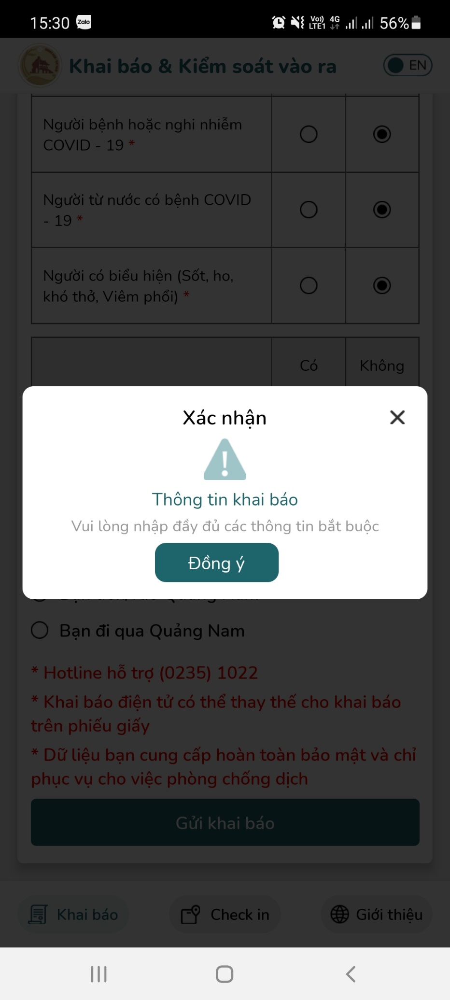 15:30 Zalo Vo)) LTE1 4G 56%
Khai báo & Kiểm soát vào ra EN
Người bệnh hoặc nghi nhiễm
COVID - 19 *
Người từ nước có bệnh COVID
- 19 *
Người có biểu hiện (Sốt, ho,
khó thở, Viêm phổi) *
Có Không
Xác nhận
Thông tin khai báo
Vui lòng nhập đầy đủ các thông tin bắt buộc
Đồng ý
Bạn đi qua Quảng Nam
* Hotline hỗ trợ (0235) 1022
* Khai báo điện tử có thể thay thế cho khai báo
trên phiếu giấy
* Dữ liệu bạn cung cấp hoàn toàn bảo mật và chỉ
phục vụ cho việc phòng chống dịch
Gửi khai báo
Khai báo Check in Giới thiệu